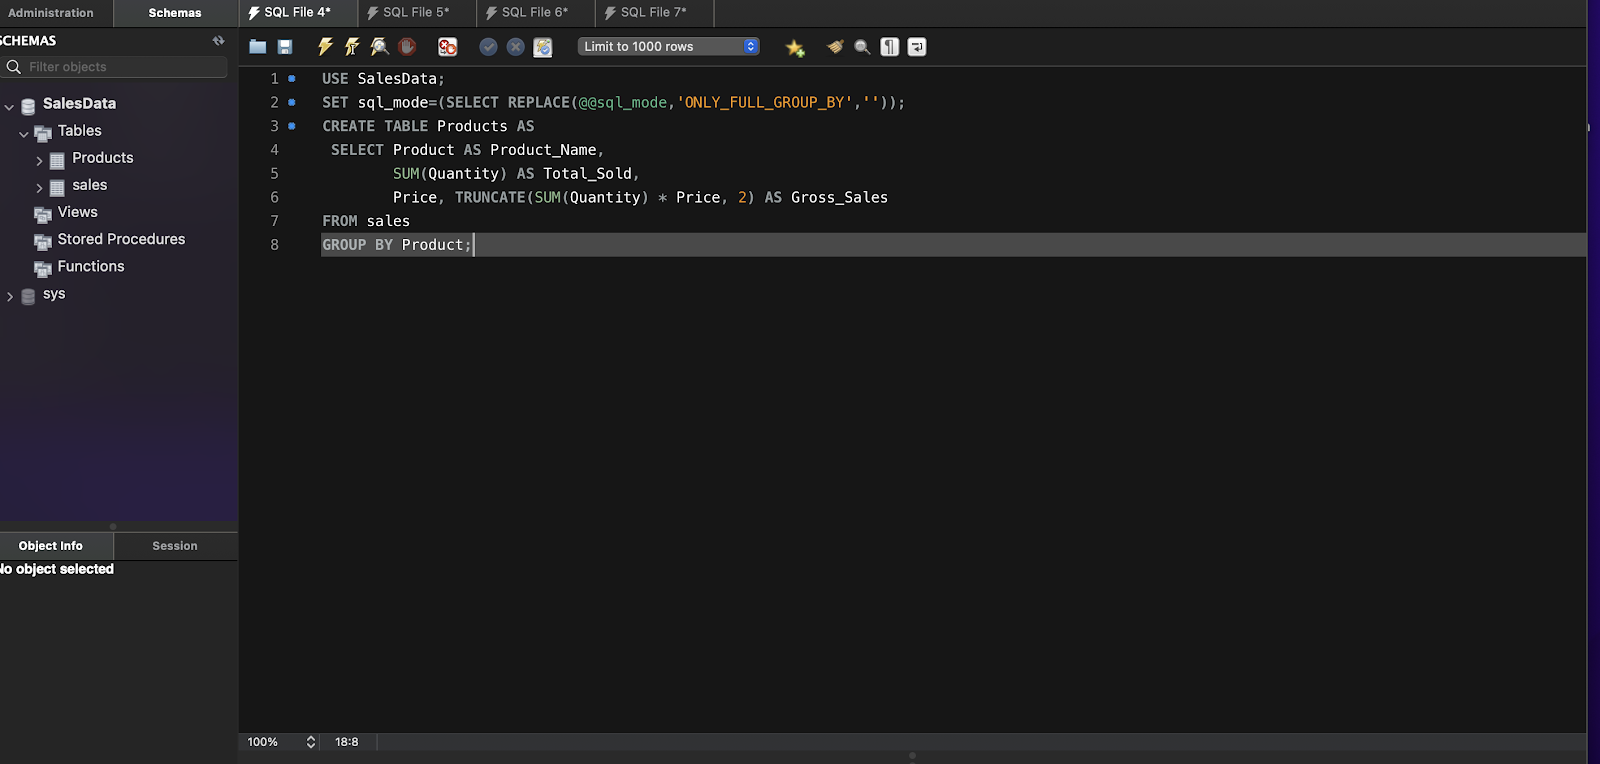 Administration
Schemas
SQL File 4*
SQL File 5*
SQL File 6*
SQL File 7*
SCHEMAS
Filter objects
Limit to 1000 rows
SalesData
Tables
Products
sales
Views
Stored Procedures
Functions
sys
1 USE SalesData;
2 SET sql_mode=(SELECT REPLACE(@@sql_mode,'ONLY_FULL_GROUP_BY',''));
3 CREATE TABLE Products AS
4 SELECT Product AS Product_Name,
5 SUM(Quantity) AS Total_Sold,
6 Price, TRUNCATE(SUM(Quantity) * Price, 2) AS Gross_Sales
7 FROM sales
8 GROUP BY Product;
Object Info
Session
No object selected
100%
18:8